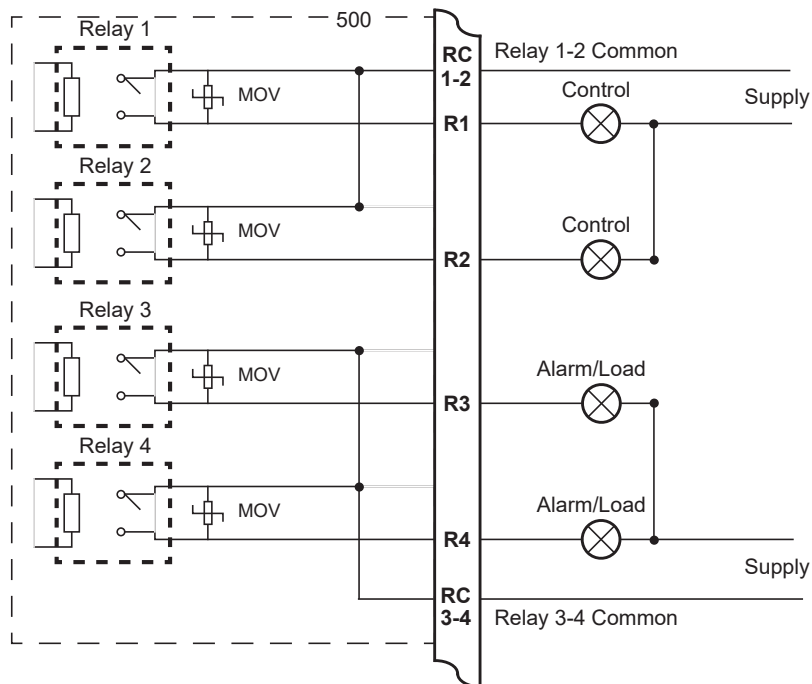 500
Relay 1
RC
1-2
Relay 1-2 Common
MOV
Control
Supply
R1
Relay 2
MOV
Control
R2
Relay 3
MOV
Alarm/Load
R3
Relay 4
MOV
Alarm/Load
R4
Supply
RC
3-4
Relay 3-4 Common